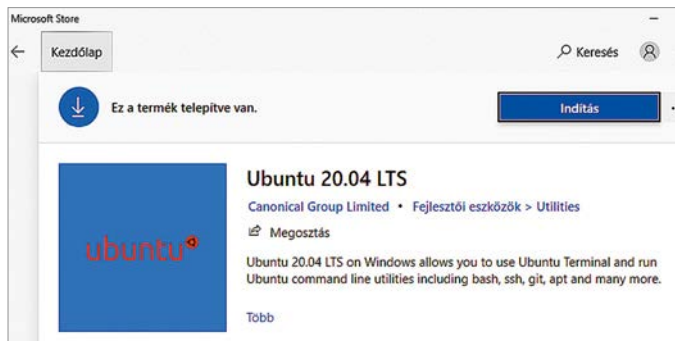 Microsoft Store
Kezdőlap
Keresés
Ez a termék telepítve van.
Indítás
ubuntu
Ubuntu 20.04 LTS
Canonical Group Limited • Fejlesztői eszközök > Utilities
Megosztás
Ubuntu 20.04 LTS on Windows allows you to use Ubuntu Terminal and run
Ubuntu command line utilities including bash, ssh, git, apt and many more.
Több